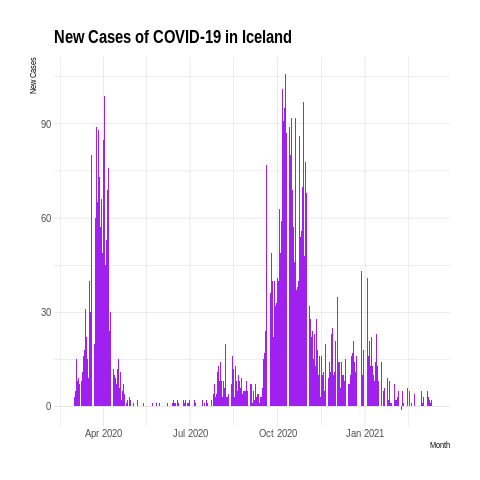 New Cases of COVID-19 in Iceland
New Cases
90
60
30
0
Apr 2020 Jul 2020 Oct 2020 Jan 2021
Month